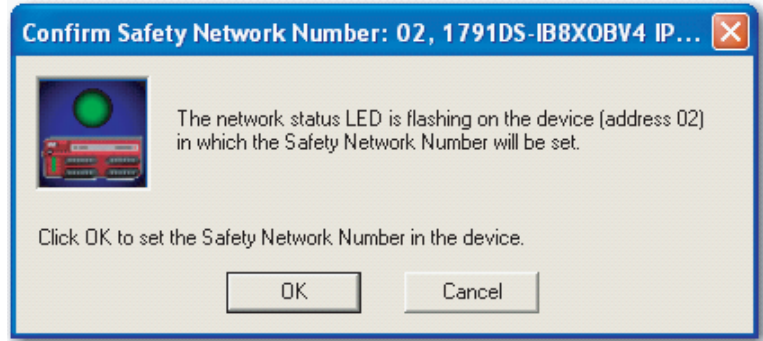 Confirm Safety Network Number: 02, 1791DS-IB8XOBV4 IP...
The network status LED is flashing on the device (address 02)
in which the Safety Network Number will be set.
Click OK to set the Safety Network Number in the device.
OK
Cancel